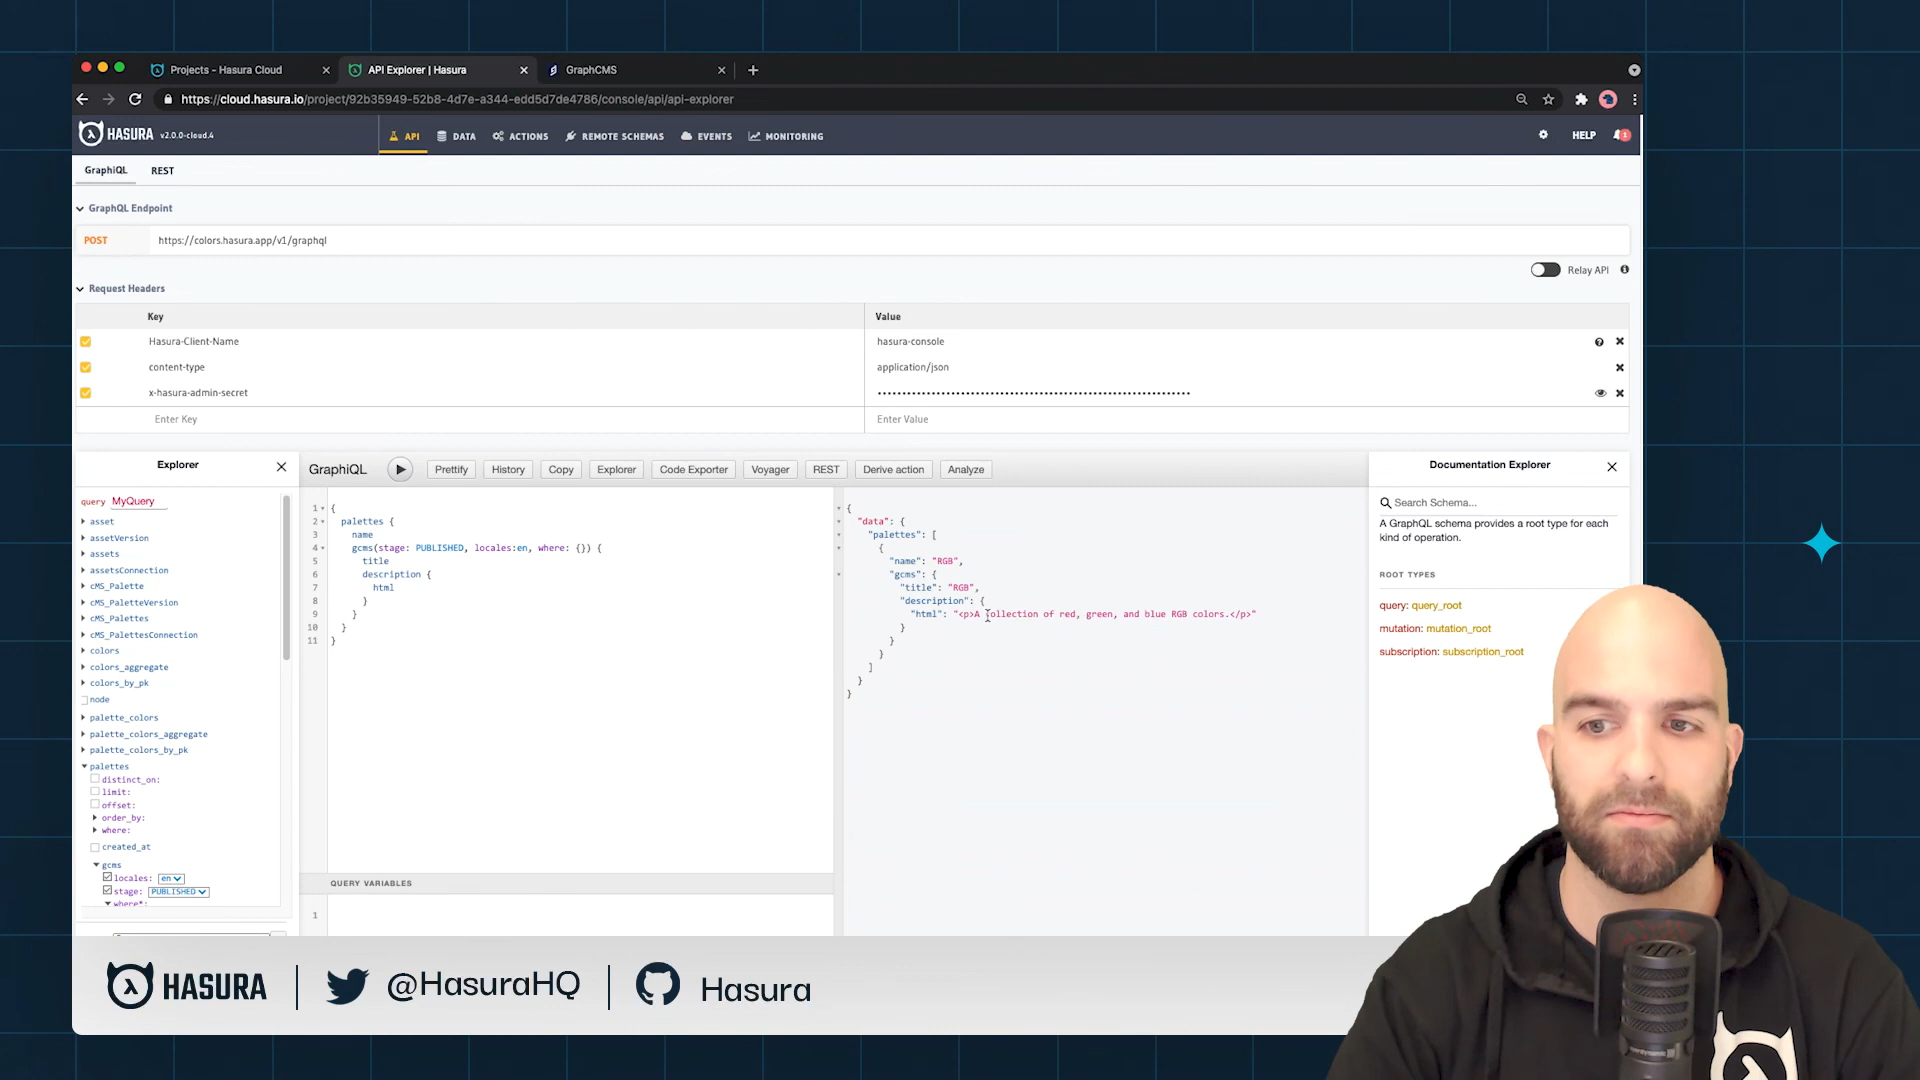 Projects - Hasura Cloud
API Explorer | Hasura
GraphCMS
https://cloud.hasura.io/project/92b35949-52b8-4d7e-a344-edd5d7de4786/console/api/api-explorer
HASURA v2.0.0-cloud.4
API
DATA
ACTIONS
REMOTE SCHEMAS
EVENTS
MONITORING
HELP
1
GraphiQL
REST
GraphQL Endpoint
POST
https://colors.hasura.app/v1/graphql
Relay API
Request Headers
Key
Value
Hasura-Client-Name
hasura-console
content-type
application/json
x-hasura-admin-secret
••••••••••••••••••••••••••••••••••••••••••••••••••••••••••••••••
Enter Key
Enter Value
Explorer
query MyQuery
asset
assetVersion
assets
assetsConnection
cMS_Palette
cMS_PaletteVersion
cMS_Palettes
cMS_PalettesConnection
colors
colors_aggregate
colors_by_pk
node
palette_colors
palette_colors_aggregate
palette_colors_by_pk
palettes
distinct_on:
limit:
offset:
order_by:
where:
created_at
gcms
locales: en
stage: PUBLISHED
where*:
GraphiQL
Prettify
History
Copy
Explorer
Code Exporter
Voyager
REST
Derive action
Analyze
1 {
2 palettes {
3 name
4 gcms(stage: PUBLISHED, locales:en, where: {}) {
5 title
6 description {
7 html
8 }
9 }
10 }
11 }
QUERY VARIABLES
1
{
"data": {
"palettes": [
{
"name": "RGB",
"gcms": {
"title": "RGB",
"description": {
"html": "<p>A collection of red, green, and blue RGB colors.</p>"
}
}
}
]
}
}
Documentation Explorer
Search Schema...
A GraphQL schema provides a root type for each
kind of operation.
ROOT TYPES
query: query_root
mutation: mutation_root
subscription: subscription_root
HASURA
@HasuraHQ
Hasura